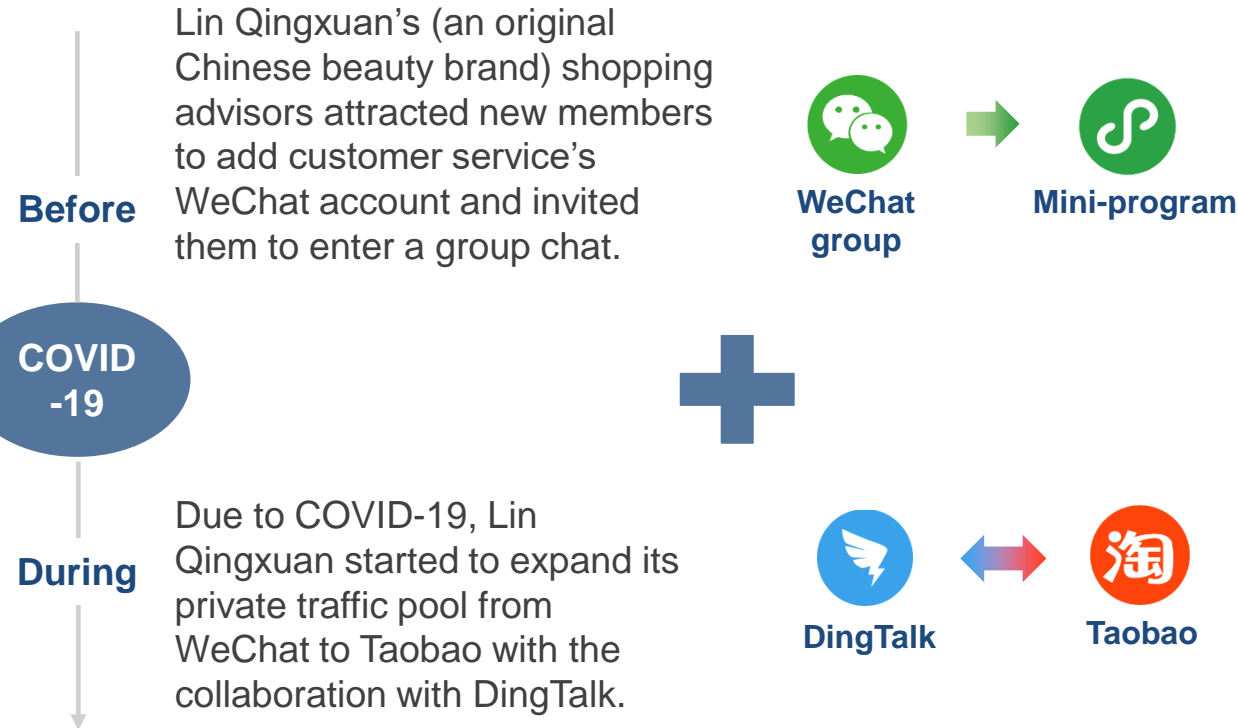 Lin Qingxuan’s (an original
Chinese beauty brand) shopping
advisors attracted new members
to add customer service’s
WeChat account and invited
them to enter a group chat.
Before
WeChat
group
Mini-program
COVID
-19
Due to COVID-19, Lin
Qingxuan started to expand its
private traffic pool from
WeChat to Taobao with the
collaboration with DingTalk.
During
DingTalk
淘
Taobao